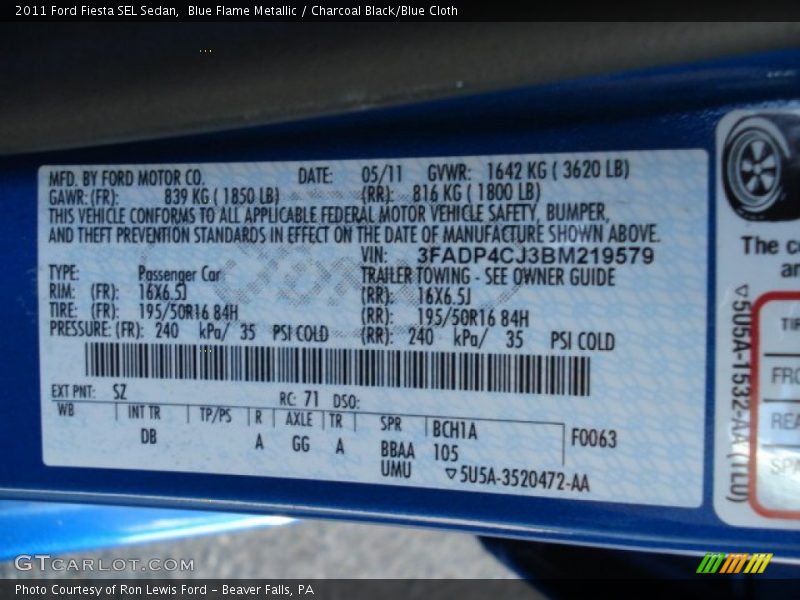 2011 Ford Fiesta SEL Sedan, Blue Flame Metallic / Charcoal Black/Blue Cloth
MFD. BY FORD MOTOR CO. DATE: 05/11 GVWR: 1642 KG ( 3620 LB)
GAWR: (FR): 839 KG ( 1850 LB) (RR): 816 KG ( 1800 LB)
THIS VEHICLE CONFORMS TO ALL APPLICABLE FEDERAL MOTOR VEHICLE SAFETY, BUMPER,
AND THEFT PREVENTION STANDARDS IN EFFECT ON THE DATE OF MANUFACTURE SHOWN ABOVE.
VIN: 3FADP4CJ3BM219579
TYPE: Passenger Car TRAILER TOWING - SEE OWNER GUIDE
RIM: (FR): 16X6.5J (RR): 16X6.5J
TIRE: (FR): 195/50R16 84H (RR): 195/50R16 84H
PRESSURE: (FR): 240 kPa/ 35 PSI COLD (RR): 240 kPa/ 35 PSI COLD
EXT PNT: SZ RC: 71 DSO:
WB INT TR TP/PS R AXLE TR SPR BCH1A F0063
DB A GG A BBAA 105
UMU ▽5U5A-3520472-AA
The ca
an
▽5U5A-1532-AA (TLO)
TIR
FRO
REA
SPA
GTCARLOT.COM
Photo Courtesy of Ron Lewis Ford - Beaver Falls, PA